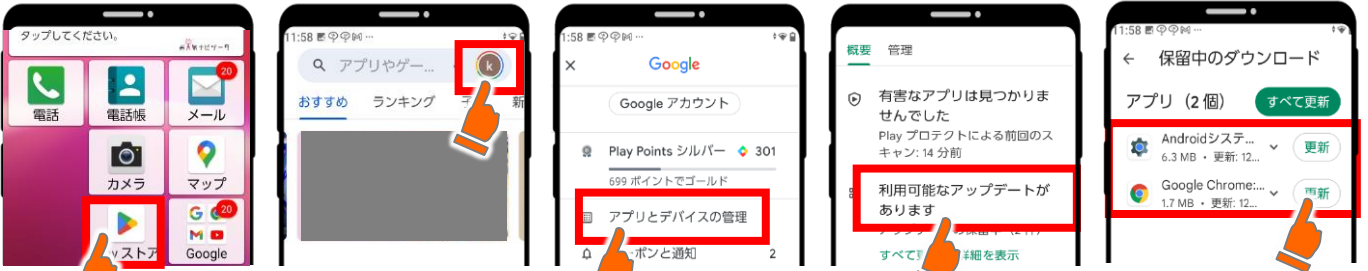 タップしてください。
20
電話
電話帳
メール
カメラ
マップ
20
ストア
Google
11:58
アプリやゲー...
k
おすすめ
ランキング
新
1:58
×
Google
Google アカウント
Play Points シルバー 301
699 ポイントでゴールド
アプリとデバイスの管理
ーポンと通知 2
概要 管理
有害なアプリは見つかりま
せんでした
Play プロテクトによる前回のス
キャン: 14 分前
利用可能なアップデートが
あります
すべて
詳細を表示
11:58
← 保留中のダウンロード
アプリ（2 個） すべて更新
Androidシステ... 更新
6.3 MB • 更新: 12...
Google Chrome:... 更新
1.7 MB • 更新: 12...